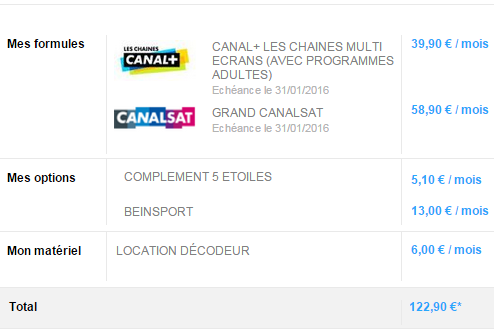 Mes formules
LES CHAINES
CANAL+
CANAL+ LES CHAINES MULTI
ECRANS (AVEC PROGRAMMES
ADULTES)
Echéance le 31/01/2016
39,90 € / mois
CANALSAT
GRAND CANALSAT
Echéance le 31/01/2016
58,90 € / mois
Mes options
COMPLEMENT 5 ETOILES
5,10 € / mois
BEINSPORT
13,00 € / mois
Mon matériel
LOCATION DÉCODEUR
6,00 € / mois
Total
122,90 €*